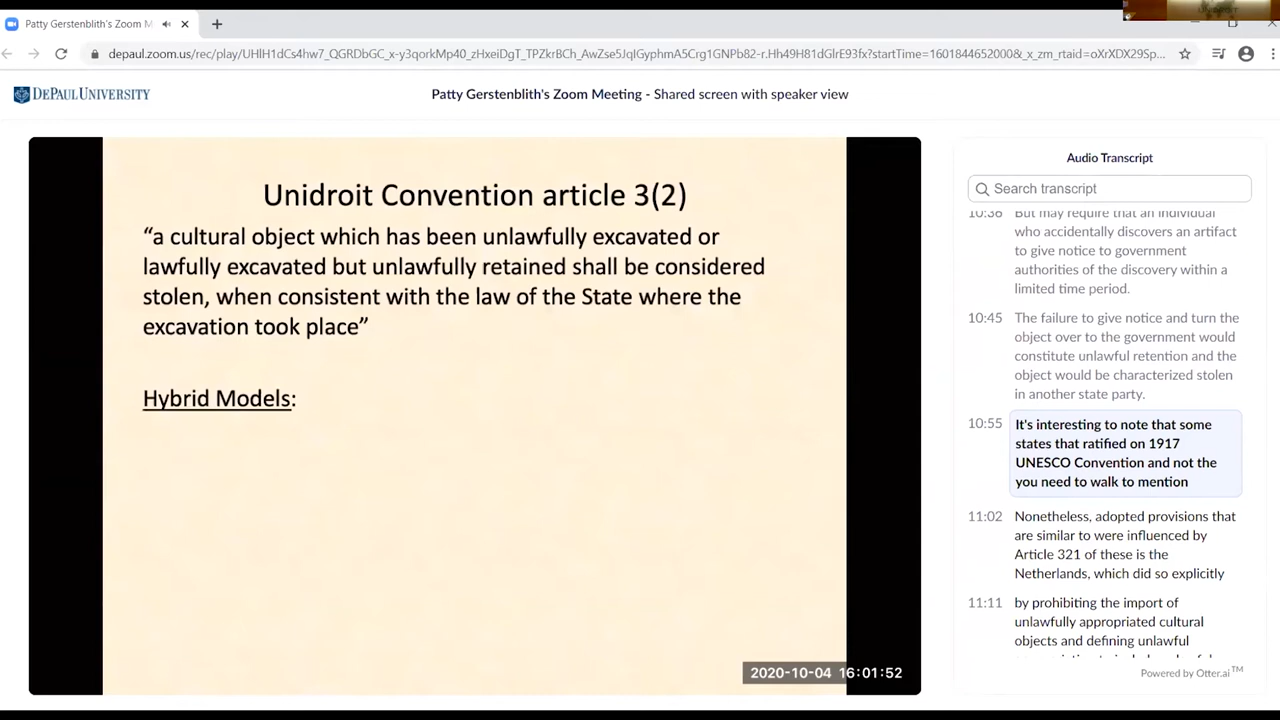 Patty Gerstenblith's Zoom M
depaul.zoom.us/rec/play/UHIH1dCs4hw7_QGRDbGC_x-y3qorkMp40_zHxeiDgT_TPZkrBCh_AwZse5JqlGyphmA5Crg1GNPb82-r.Hh49H81dGlrE93fx?startTime=1601844652000&_x_zm_rtaid=oXrXDX29Sp...
DEPAUL UNIVERSITY
Patty Gerstenblith's Zoom Meeting - Shared screen with speaker view
Unidroit Convention article 3(2)
“a cultural object which has been unlawfully excavated or
lawfully excavated but unlawfully retained shall be considered
stolen, when consistent with the law of the State where the
excavation took place”
Hybrid Models:
2020-10-04 16:01:52
Audio Transcript
Search transcript
10:36 But may require that an individual
who accidentally discovers an artifact
to give notice to government
authorities of the discovery within a
limited time period.
10:45 The failure to give notice and turn the
object over to the government would
constitute unlawful retention and the
object would be characterized stolen
in another state party.
10:55 It's interesting to note that some
states that ratified on 1917
UNESCO Convention and not the
you need to walk to mention
11:02 Nonetheless, adopted provisions that
are similar to were influenced by
Article 321 of these is the
Netherlands, which did so explicitly
11:11 by prohibiting the import of
unlawfully appropriated cultural
objects and defining unlawful
Powered by Otter.ai™